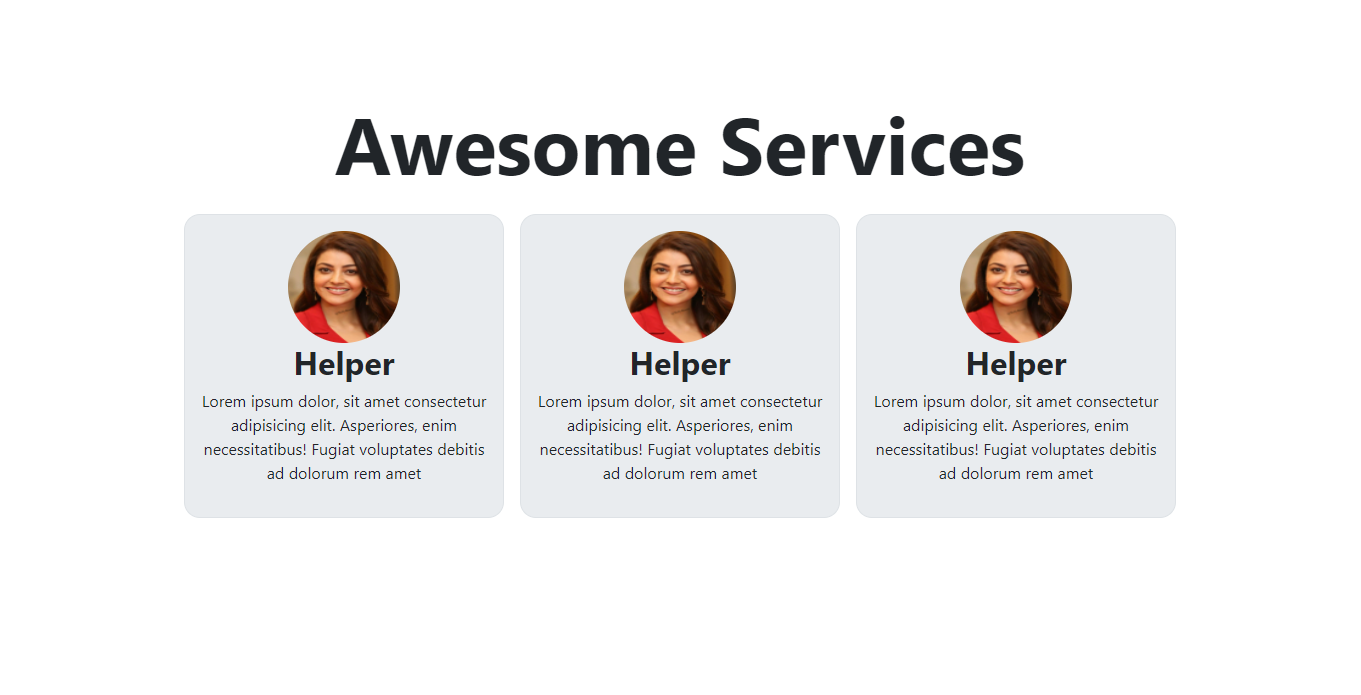 Awesome Services
Helper
Lorem ipsum dolor, sit amet consectetur
adipisicing elit. Asperiores, enim
necessitatibus! Fugiat voluptates debitis
ad dolorum rem amet
Helper
Lorem ipsum dolor, sit amet consectetur
adipisicing elit. Asperiores, enim
necessitatibus! Fugiat voluptates debitis
ad dolorum rem amet
Helper
Lorem ipsum dolor, sit amet consectetur
adipisicing elit. Asperiores, enim
necessitatibus! Fugiat voluptates debitis
ad dolorum rem amet